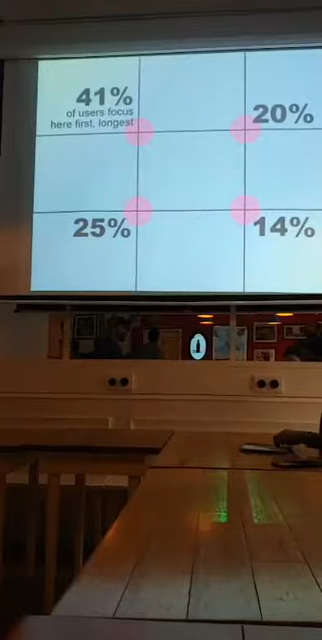 41%
of users focus
here first, longest
20%
25%
14%